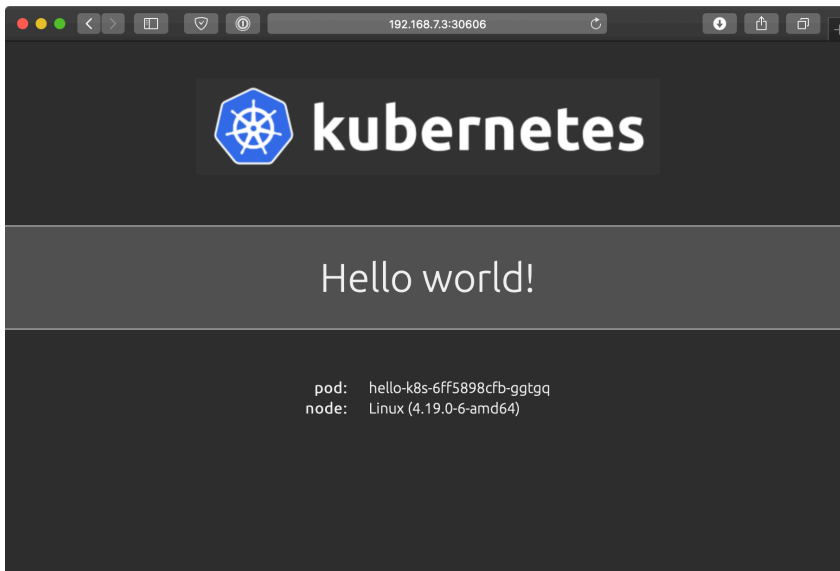 192.168.7.3:30606
kubernetes
Hello world!
pod: hello-k8s-6ff5898cfb-ggtgq
node: Linux (4.19.0-6-amd64)